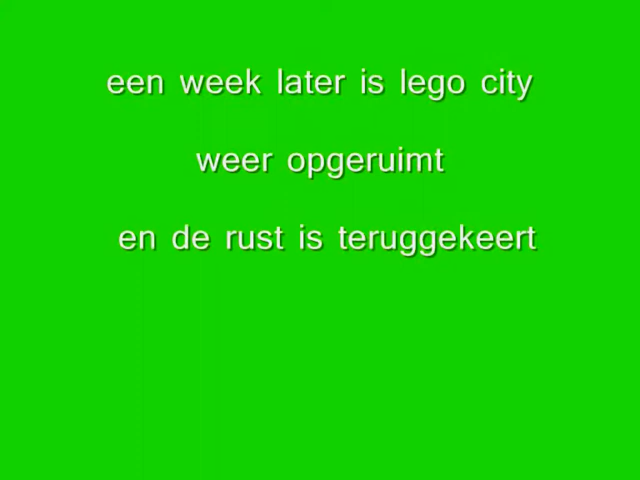 een week later is lego city
weer opgeruimt
en de rust is teruggekeert